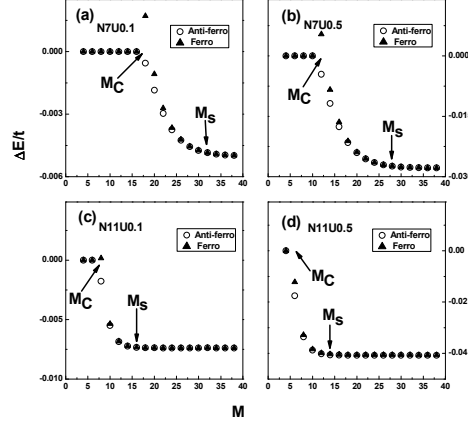 (a)
N7U0.1
Anti-ferro
Ferro
M_C
M_s
0.000
-0.003
-0.006
0 5 10 15 20 25 30 35 40
(b)
N7U0.5
Anti-ferro
Ferro
M_C
M_s
0.000
-0.01
-0.030
0 5 10 15 20 25 30 35 40
ΔE/t
(c)
N11U0.1
Anti-ferro
Ferro
M_C
M_s
0.000
-0.005
-0.010
0 5 10 15 20 25 30 35 40
(d)
N11U0.5
Anti-ferro
Ferro
M_C
M_s
0.00
-0.02
-0.04
0 5 10 15 20 25 30 35 40
M